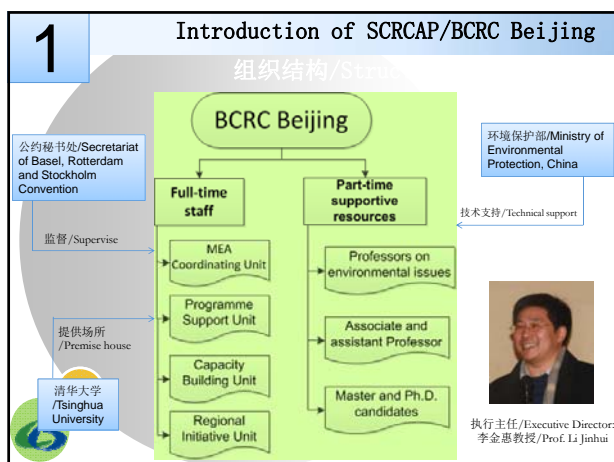 1
Introduction of SCRCAP/BCRC Beijing
组织结构/Struc
BCRC Beijing
公约秘书处/Secretariat
of Basel, Rotterdam
and Stockholm
Convention
环境保护部/Ministry of
Environmental
Protection, China
Full-time
staff
Part-time
supportive
resources
技术支持/Technical support
监督/Supervise
MEA
Coordinating Unit
Professors on
environmental issues
Programme
Support Unit
提供场所
/Premise house
Associate and
assistant Professor
Capacity
Building Unit
清华大学
/Tsinghua
University
Master and Ph.D.
candidates
Regional
Initiative Unit
执行主任/Executive Director:
李金惠教授/Prof. Li Jinhui